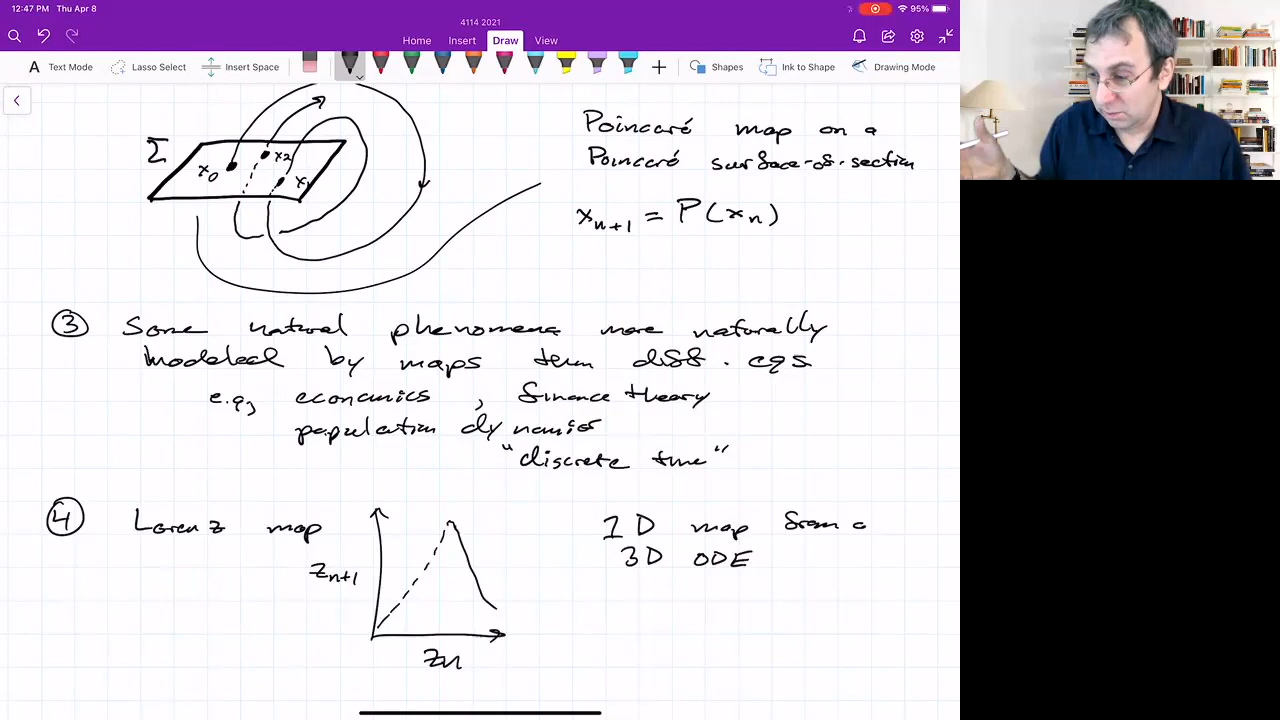 12:47 PM Thu Apr 8
95%
4114 2021
Home Insert Draw View
Text Mode Lasso Select Insert Space Shapes Ink to Shape Drawing Mode
Σ
x0
x2
x1
Poincaré map on a
Poincaré surface-of-section
xn+1 = P(xn)
③ Some natural phenomena more naturally
modeled by maps than diff. eqs
e.g., economics, finance theory
population dynamics
"discrete time"
④ Lorenz map
zn+1
zn
1D map from a
3D ODE